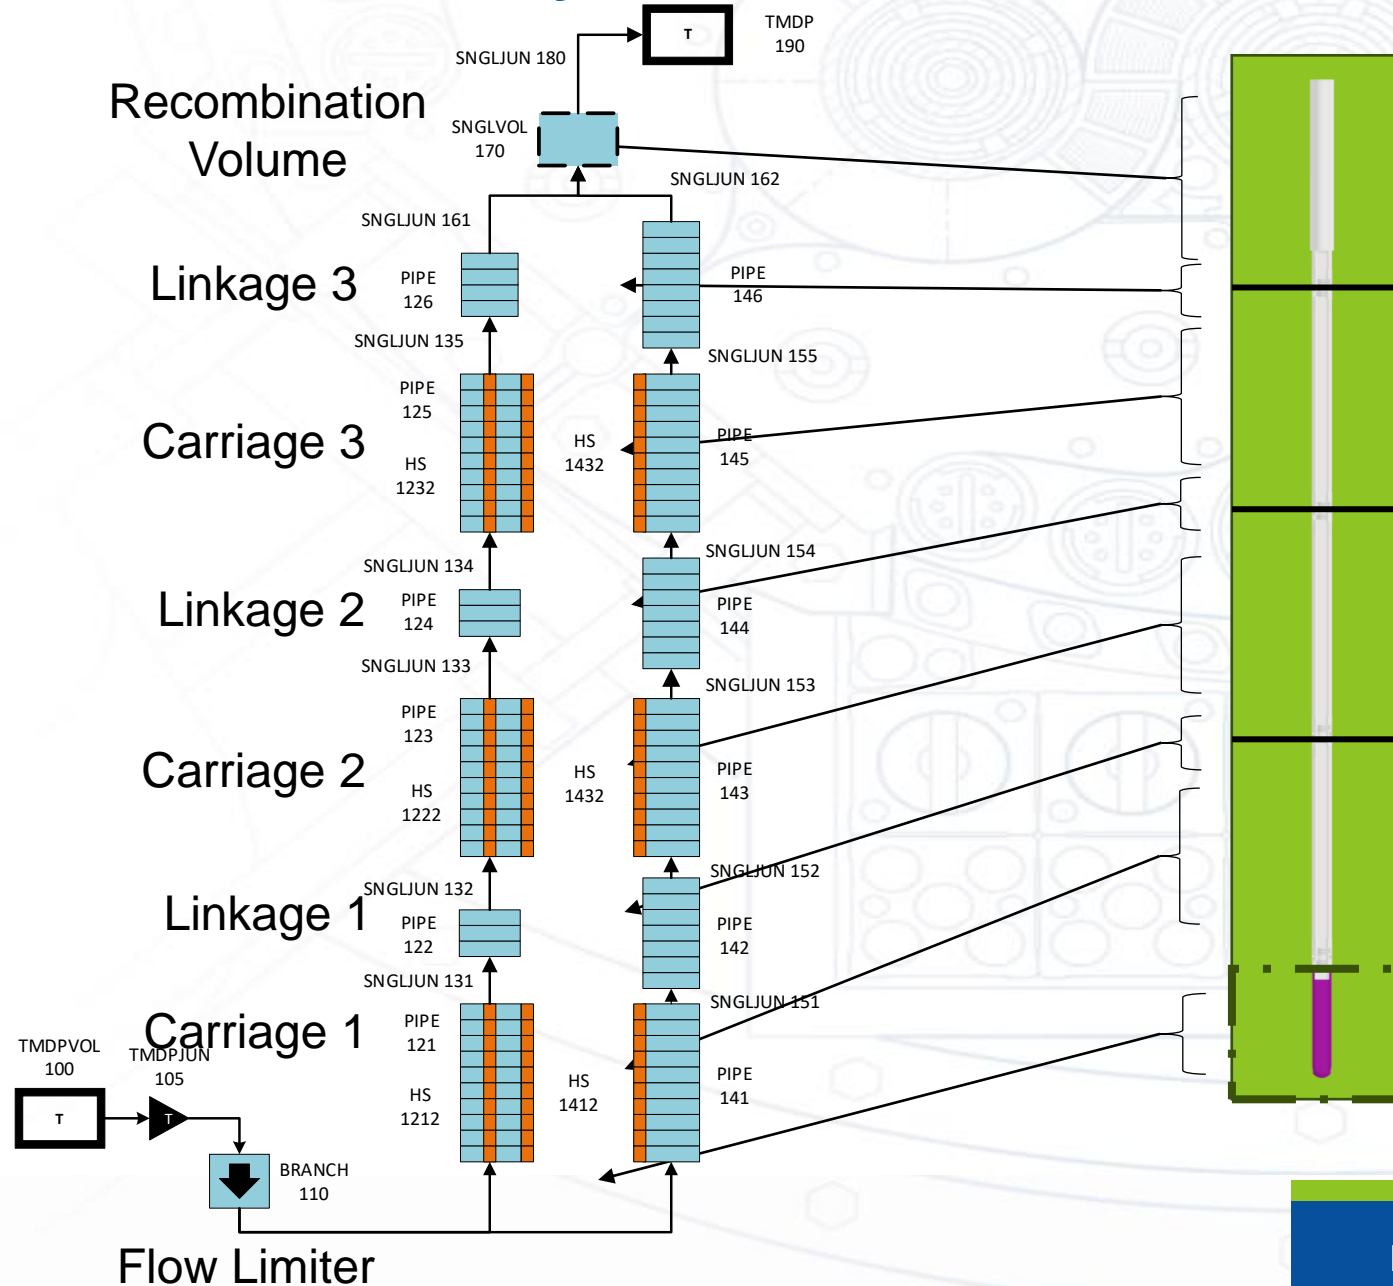 T
TMDP
190
SNGLJUN 180
Recombination
Volume
SNGLVOL
170
SNGLJUN 162
SNGLJUN 161
Linkage 3
PIPE
126
PIPE
146
SNGLJUN 135
SNGLJUN 155
PIPE
125
Carriage 3
HS
1232
HS
1432
PIPE
145
SNGLJUN 134
SNGLJUN 154
Linkage 2
PIPE
124
PIPE
144
SNGLJUN 133
SNGLJUN 153
PIPE
123
Carriage 2
HS
1222
HS
1432
PIPE
143
SNGLJUN 132
SNGLJUN 152
Linkage 1
PIPE
122
PIPE
142
SNGLJUN 131
SNGLJUN 151
Carriage 1
PIPE
121
HS
1212
HS
1412
PIPE
141
TMDPVOL
100
TMDPJUN
105
T
T
BRANCH
110
Flow Limiter